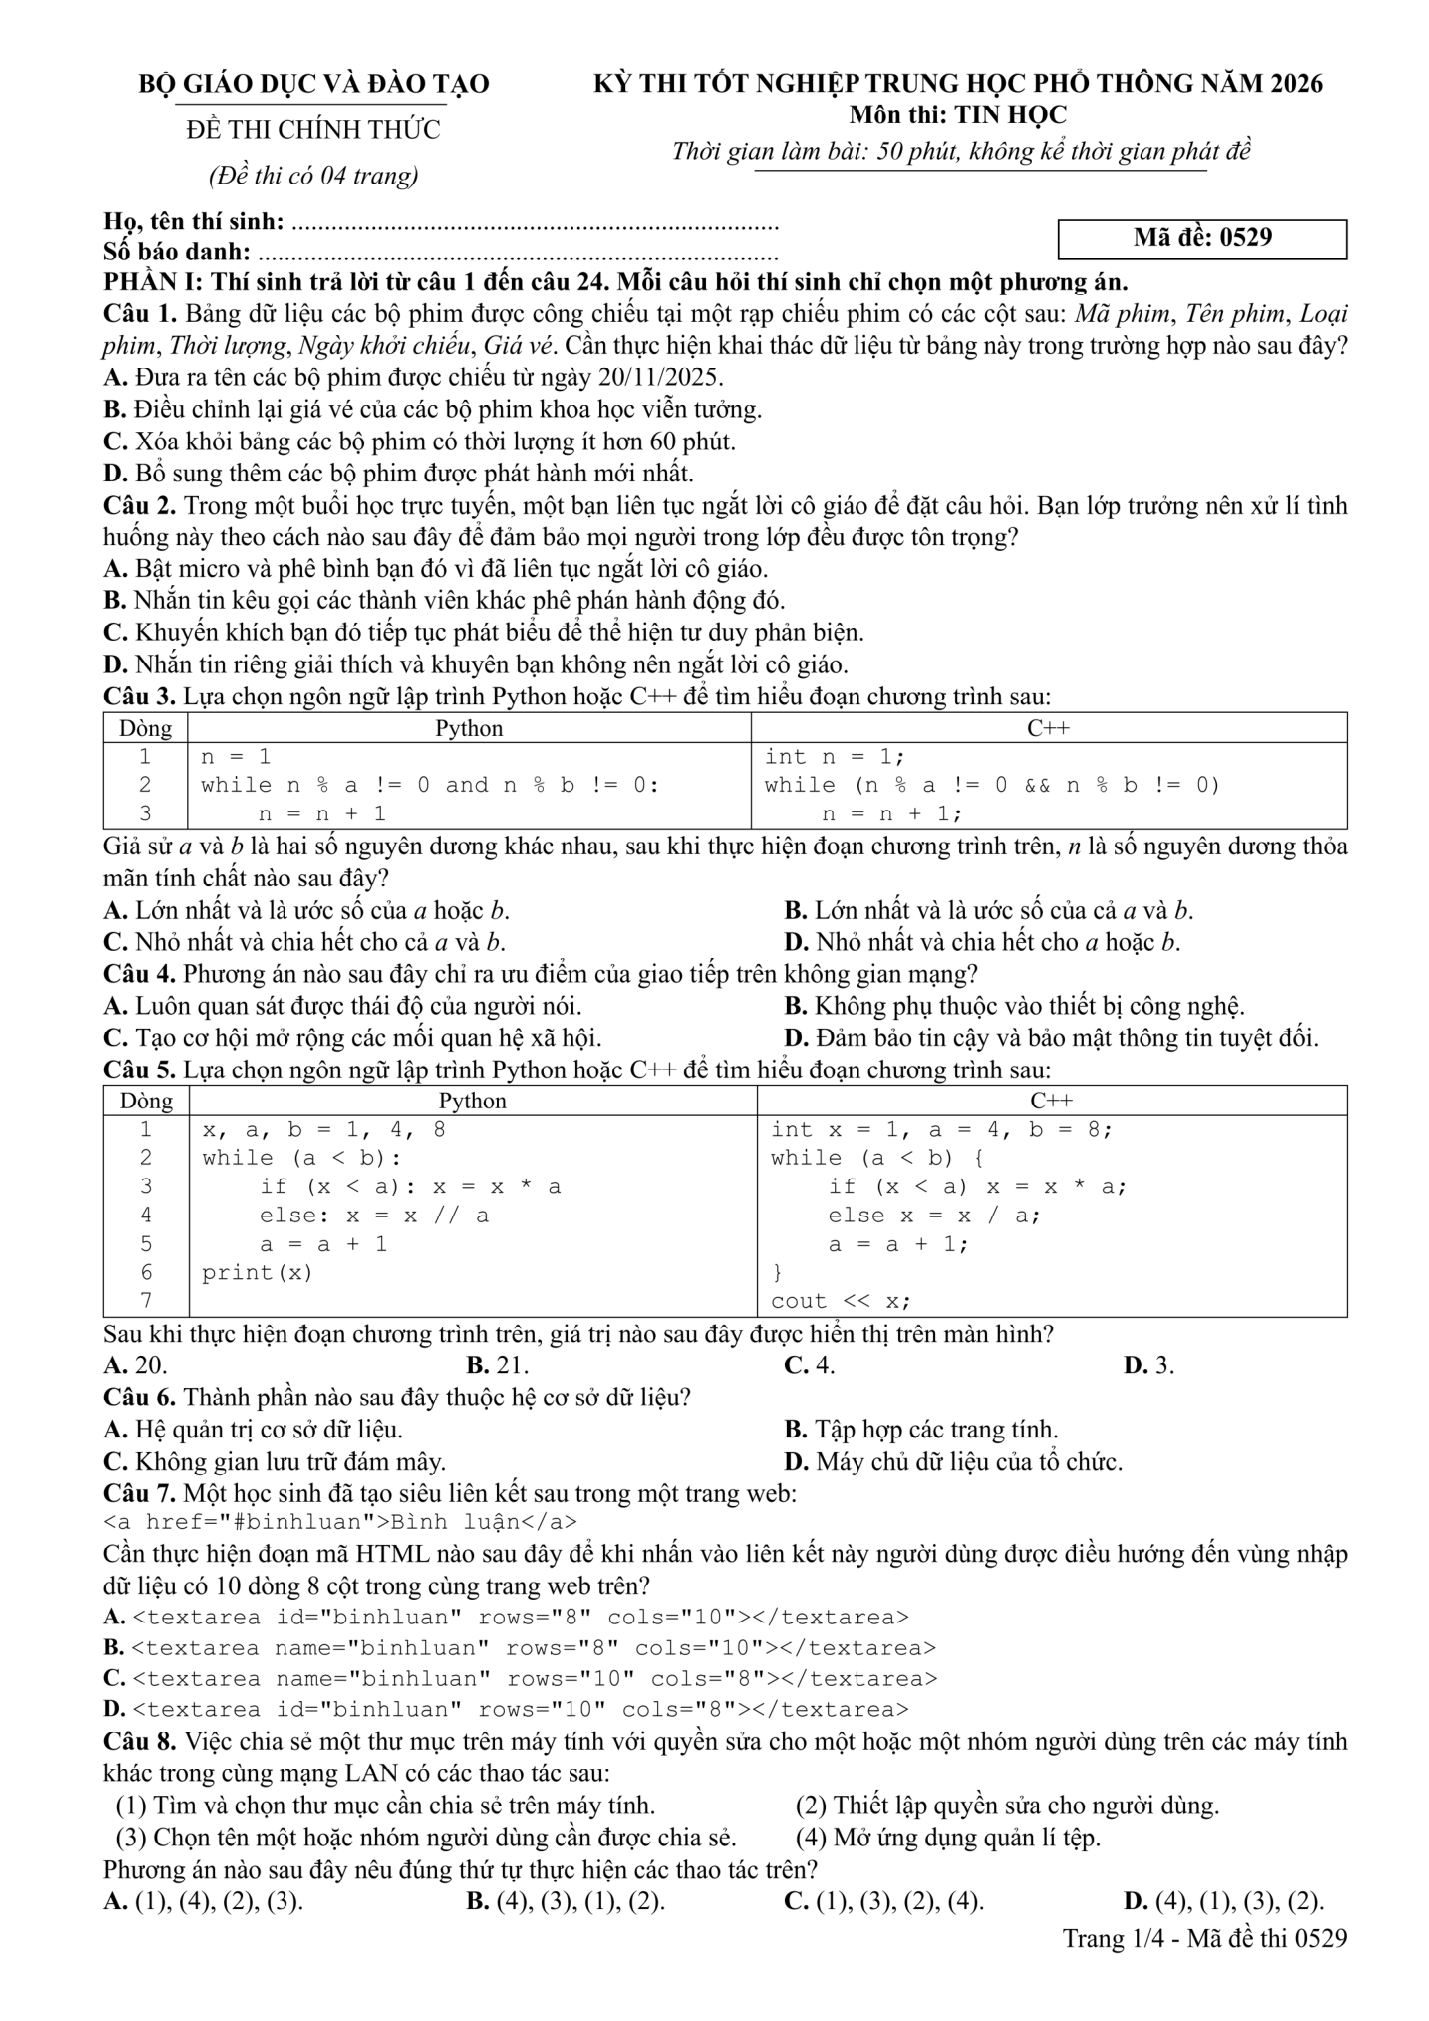 BỘ GIÁO DỤC VÀ ĐÀO TẠO
ĐỀ THI CHÍNH THỨC
(Đề thi có 04 trang)
KỲ THI TỐT NGHIỆP TRUNG HỌC PHỔ THÔNG NĂM 2026
Môn thi: TIN HỌC
Thời gian làm bài: 50 phút, không kể thời gian phát đề
Họ, tên thí sinh: ..........................................................................
Số báo danh: ...............................................................................
Mã đề: 0529
PHẦN I: Thí sinh trả lời từ câu 1 đến câu 24. Mỗi câu hỏi thí sinh chỉ chọn một phương án.
Câu 1. Bảng dữ liệu các bộ phim được công chiếu tại một rạp chiếu phim có các cột sau: Mã phim, Tên phim, Loại
phim, Thời lượng, Ngày khởi chiếu, Giá vé. Cần thực hiện khai thác dữ liệu từ bảng này trong trường hợp nào sau đây?
A. Đưa ra tên các bộ phim được chiếu từ ngày 20/11/2025.
B. Điều chỉnh lại giá vé của các bộ phim khoa học viễn tưởng.
C. Xóa khỏi bảng các bộ phim có thời lượng ít hơn 60 phút.
D. Bổ sung thêm các bộ phim được phát hành mới nhất.
Câu 2. Trong một buổi học trực tuyến, một bạn liên tục ngắt lời cô giáo để đặt câu hỏi. Bạn lớp trưởng nên xử lí tình
huống này theo cách nào sau đây để đảm bảo mọi người trong lớp đều được tôn trọng?
A. Bật micro và phê bình bạn đó vì đã liên tục ngắt lời cô giáo.
B. Nhắn tin kêu gọi các thành viên khác phê phán hành động đó.
C. Khuyến khích bạn đó tiếp tục phát biểu để thể hiện tư duy phản biện.
D. Nhắn tin riêng giải thích và khuyên bạn không nên ngắt lời cô giáo.
Câu 3. Lựa chọn ngôn ngữ lập trình Python hoặc C++ để tìm hiểu đoạn chương trình sau:
Dòng Python C++
1 n = 1 int n = 1;
2 while n % a != 0 and n % b != 0: while (n % a != 0 && n % b != 0)
3 n = n + 1 n = n + 1;
Giả sử a và b là hai số nguyên dương khác nhau, sau khi thực hiện đoạn chương trình trên, n là số nguyên dương thỏa
mãn tính chất nào sau đây?
A. Lớn nhất và là ước số của a hoặc b. B. Lớn nhất và là ước số của cả a và b.
C. Nhỏ nhất và chia hết cho cả a và b. D. Nhỏ nhất và chia hết cho a hoặc b.
Câu 4. Phương án nào sau đây chỉ ra ưu điểm của giao tiếp trên không gian mạng?
A. Luôn quan sát được thái độ của người nói. B. Không phụ thuộc vào thiết bị công nghệ.
C. Tạo cơ hội mở rộng các mối quan hệ xã hội. D. Đảm bảo tin cậy và bảo mật thông tin tuyệt đối.
Câu 5. Lựa chọn ngôn ngữ lập trình Python hoặc C++ để tìm hiểu đoạn chương trình sau:
Dòng Python C++
1 x, a, b = 1, 4, 8 int x = 1, a = 4, b = 8;
2 while (a < b): while (a < b) {
3 if (x < a): x = x * a if (x < a) x = x * a;
4 else: x = x // a else x = x / a;
5 a = a + 1 a = a + 1;
6 print(x) }
7 cout << x;
Sau khi thực hiện đoạn chương trình trên, giá trị nào sau đây được hiển thị trên màn hình?
A. 20. B. 21. C. 4. D. 3.
Câu 6. Thành phần nào sau đây thuộc hệ cơ sở dữ liệu?
A. Hệ quản trị cơ sở dữ liệu. B. Tập hợp các trang tính.
C. Không gian lưu trữ đám mây. D. Máy chủ dữ liệu của tổ chức.
Câu 7. Một học sinh đã tạo siêu liên kết sau trong một trang web:
<a href="#binhluan">Bình luận</a>
Cần thực hiện đoạn mã HTML nào sau đây để khi nhấn vào liên kết này người dùng được điều hướng đến vùng nhập
dữ liệu có 10 dòng 8 cột trong cùng trang web trên?
A. <textarea id="binhluan" rows="8" cols="10"></textarea>
B. <textarea name="binhluan" rows="8" cols="10"></textarea>
C. <textarea name="binhluan" rows="10" cols="8"></textarea>
D. <textarea id="binhluan" rows="10" cols="8"></textarea>
Câu 8. Việc chia sẻ một thư mục trên máy tính với quyền sửa cho một hoặc một nhóm người dùng trên các máy tính
khác trong cùng mạng LAN có các thao tác sau:
(1) Tìm và chọn thư mục cần chia sẻ trên máy tính. (2) Thiết lập quyền sửa cho người dùng.
(3) Chọn tên một hoặc nhóm người dùng cần được chia sẻ. (4) Mở ứng dụng quản lí tệp.
Phương án nào sau đây nêu đúng thứ tự thực hiện các thao tác trên?
A. (1), (4), (2), (3). B. (4), (3), (1), (2). C. (1), (3), (2), (4). D. (4), (1), (3), (2).
Trang 1/4 - Mã đề thi 0529